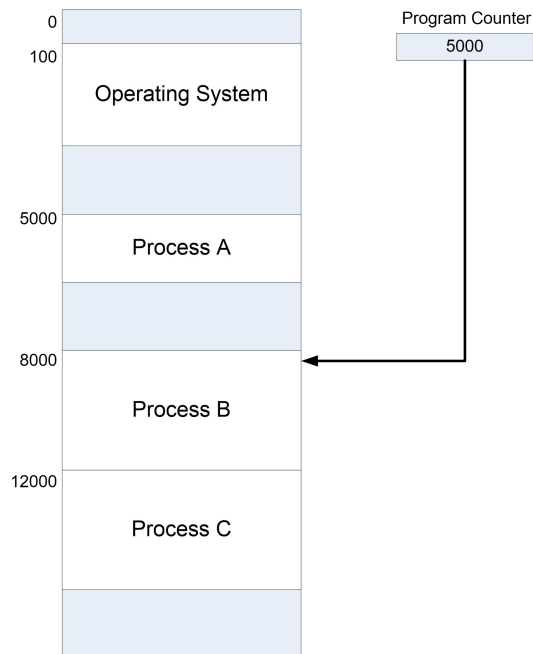 0
Program Counter
5000
100
Operating System
5000
Process A
8000
Process B
12000
Process C